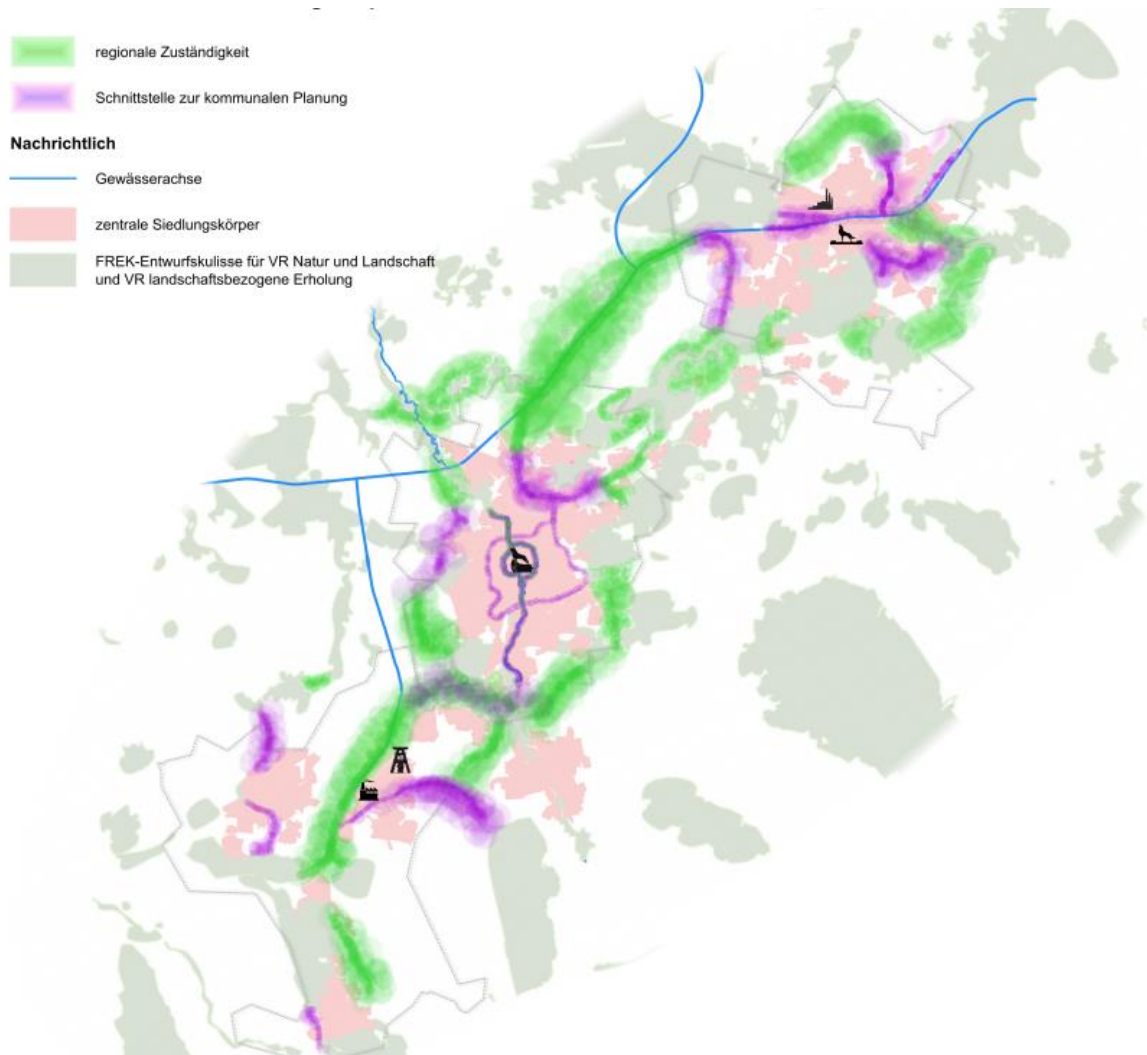 regionale Zuständigkeit
Schnittstelle zur kommunalen Planung
Nachrichtlich
Gewässerachse
zentrale Siedlungskörper
FREK-Entwurfskulisse für VR Natur und Landschaft
und VR landschaftsbezogene Erholung